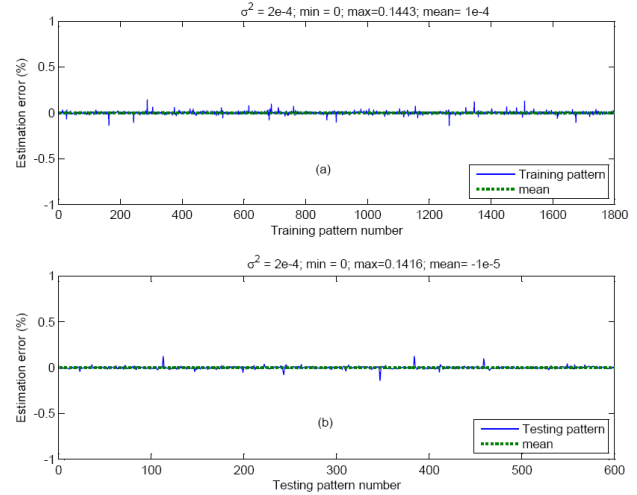 σ² = 2e-4; min = 0; max=0.1443; mean= 1e-4
1
0.5
0
-0.5
-1
Estimation error (%)
(a)
Training pattern
mean
0 200 400 600 800 1000 1200 1400 1600 1800
Training pattern number
σ² = 2e-4; min = 0; max=0.1416; mean= -1e-5
1
0.5
0
-0.5
-1
Estimation error (%)
(b)
Testing pattern
mean
0 100 200 300 400 500 600
Testing pattern number